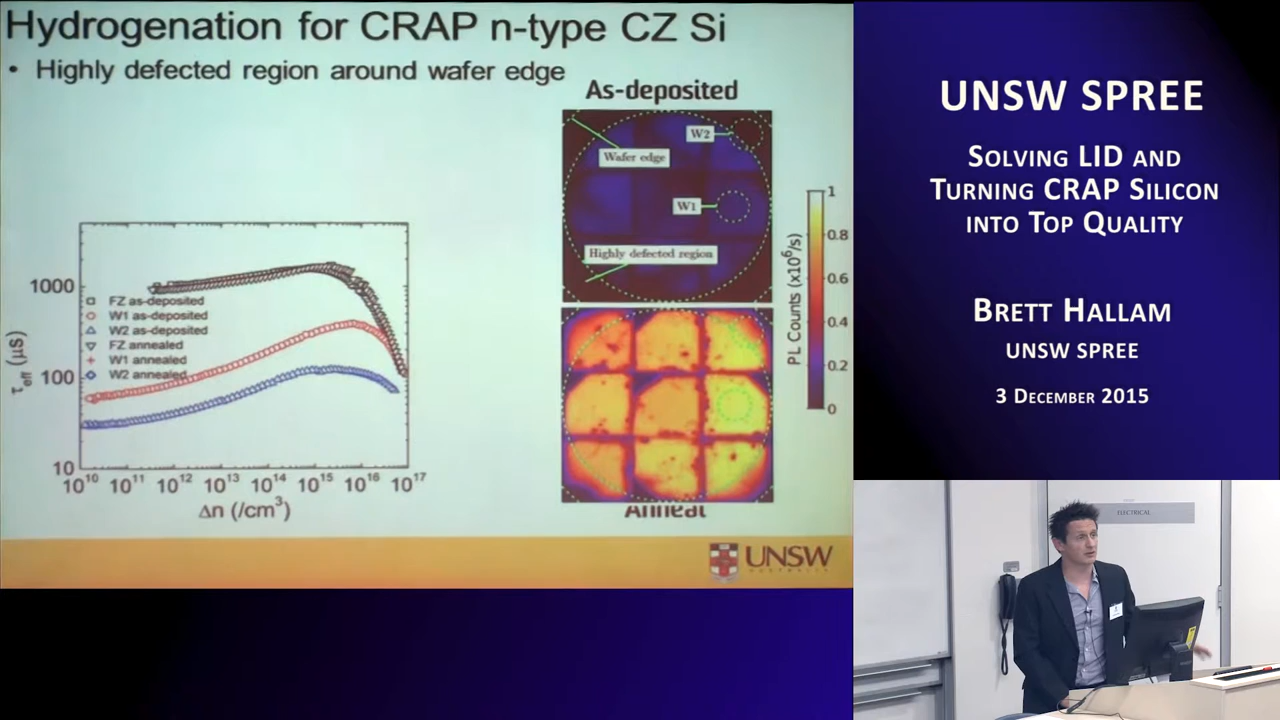 Hydrogenation for CRAP n-type CZ Si
• Highly defected region around wafer edge
As-deposited
W2
Wafer edge
W1
Highly defected region
1
0.8
0.6
0.4
0.2
0
PL Counts (x10⁶/s)
Anneal
1000
100
10
τeff (µs)
FZ as-deposited
W1 as-deposited
W2 as-deposited
FZ annealed
W1 annealed
W2 annealed
10¹⁰ 10¹¹ 10¹² 10¹³ 10¹⁴ 10¹⁵ 10¹⁶ 10¹⁷
Δn (/cm³)
UNSW
AUSTRALIA
UNSW SPREE
SOLVING LID AND
TURNING CRAP SILICON
INTO TOP QUALITY
BRETT HALLAM
UNSW SPREE
3 DECEMBER 2015
ELECTRICAL